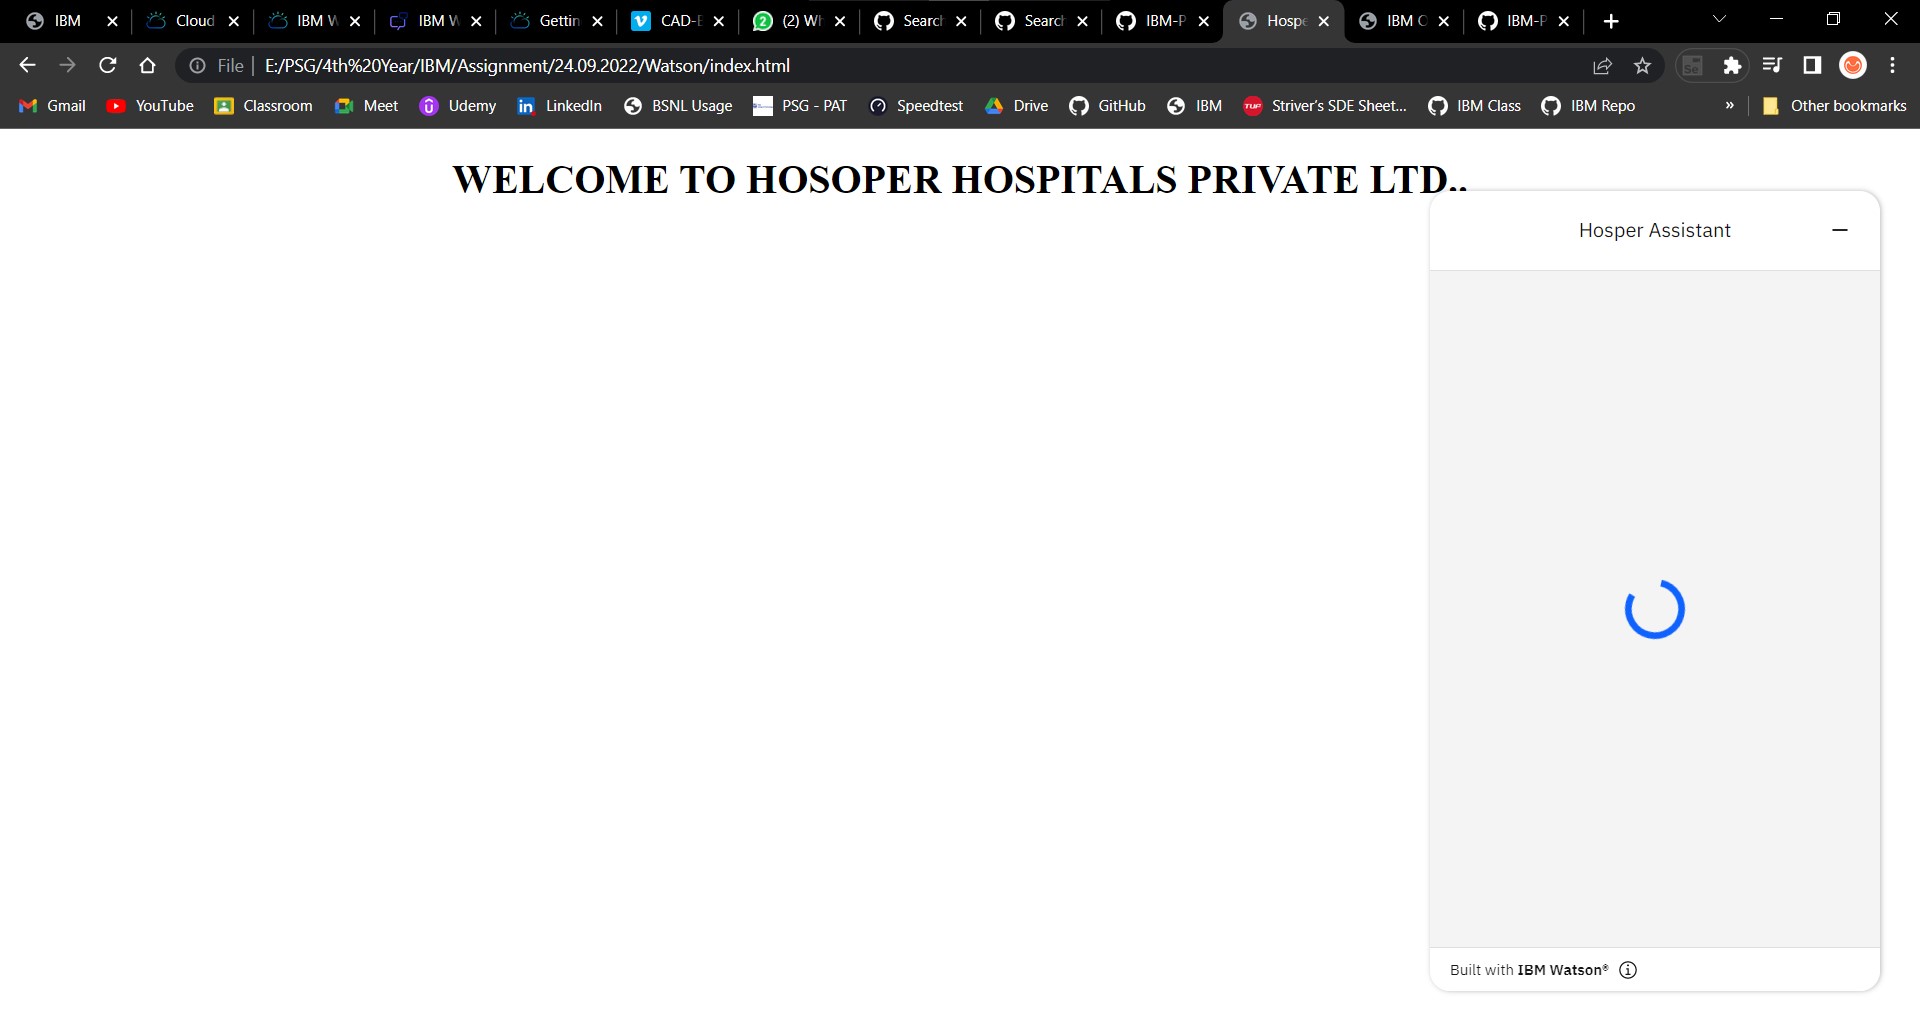 IBM Cloud IBM W IBM W Gettin CAD-E (2) Wh Search Search IBM-P Hospe IBM C IBM-P
File E:/PSG/4th%20Year/IBM/Assignment/24.09.2022/Watson/index.html
Gmail YouTube Classroom Meet Udemy LinkedIn BSNL Usage PSG - PAT Speedtest Drive GitHub IBM Striver's SDE Sheet... IBM Class IBM Repo » Other bookmarks
WELCOME TO HOSOPER HOSPITALS PRIVATE LTD..
Hosper Assistant
Built with IBM Watson®